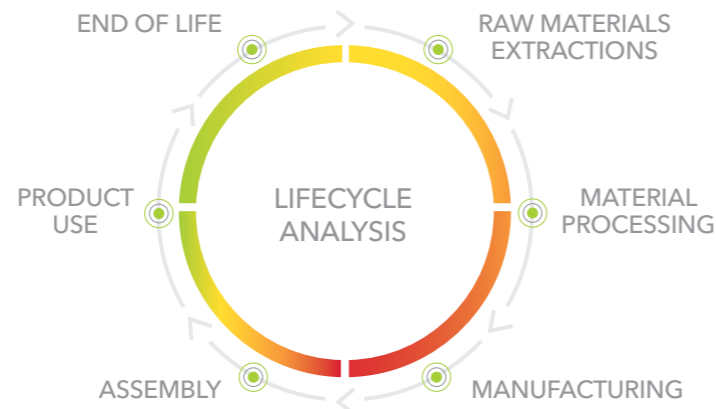 END OF LIFE
RAW MATERIALS
EXTRACTIONS
PRODUCT
USE
LIFECYCLE
ANALYSIS
MATERIAL
PROCESSING
ASSEMBLY
MANUFACTURING